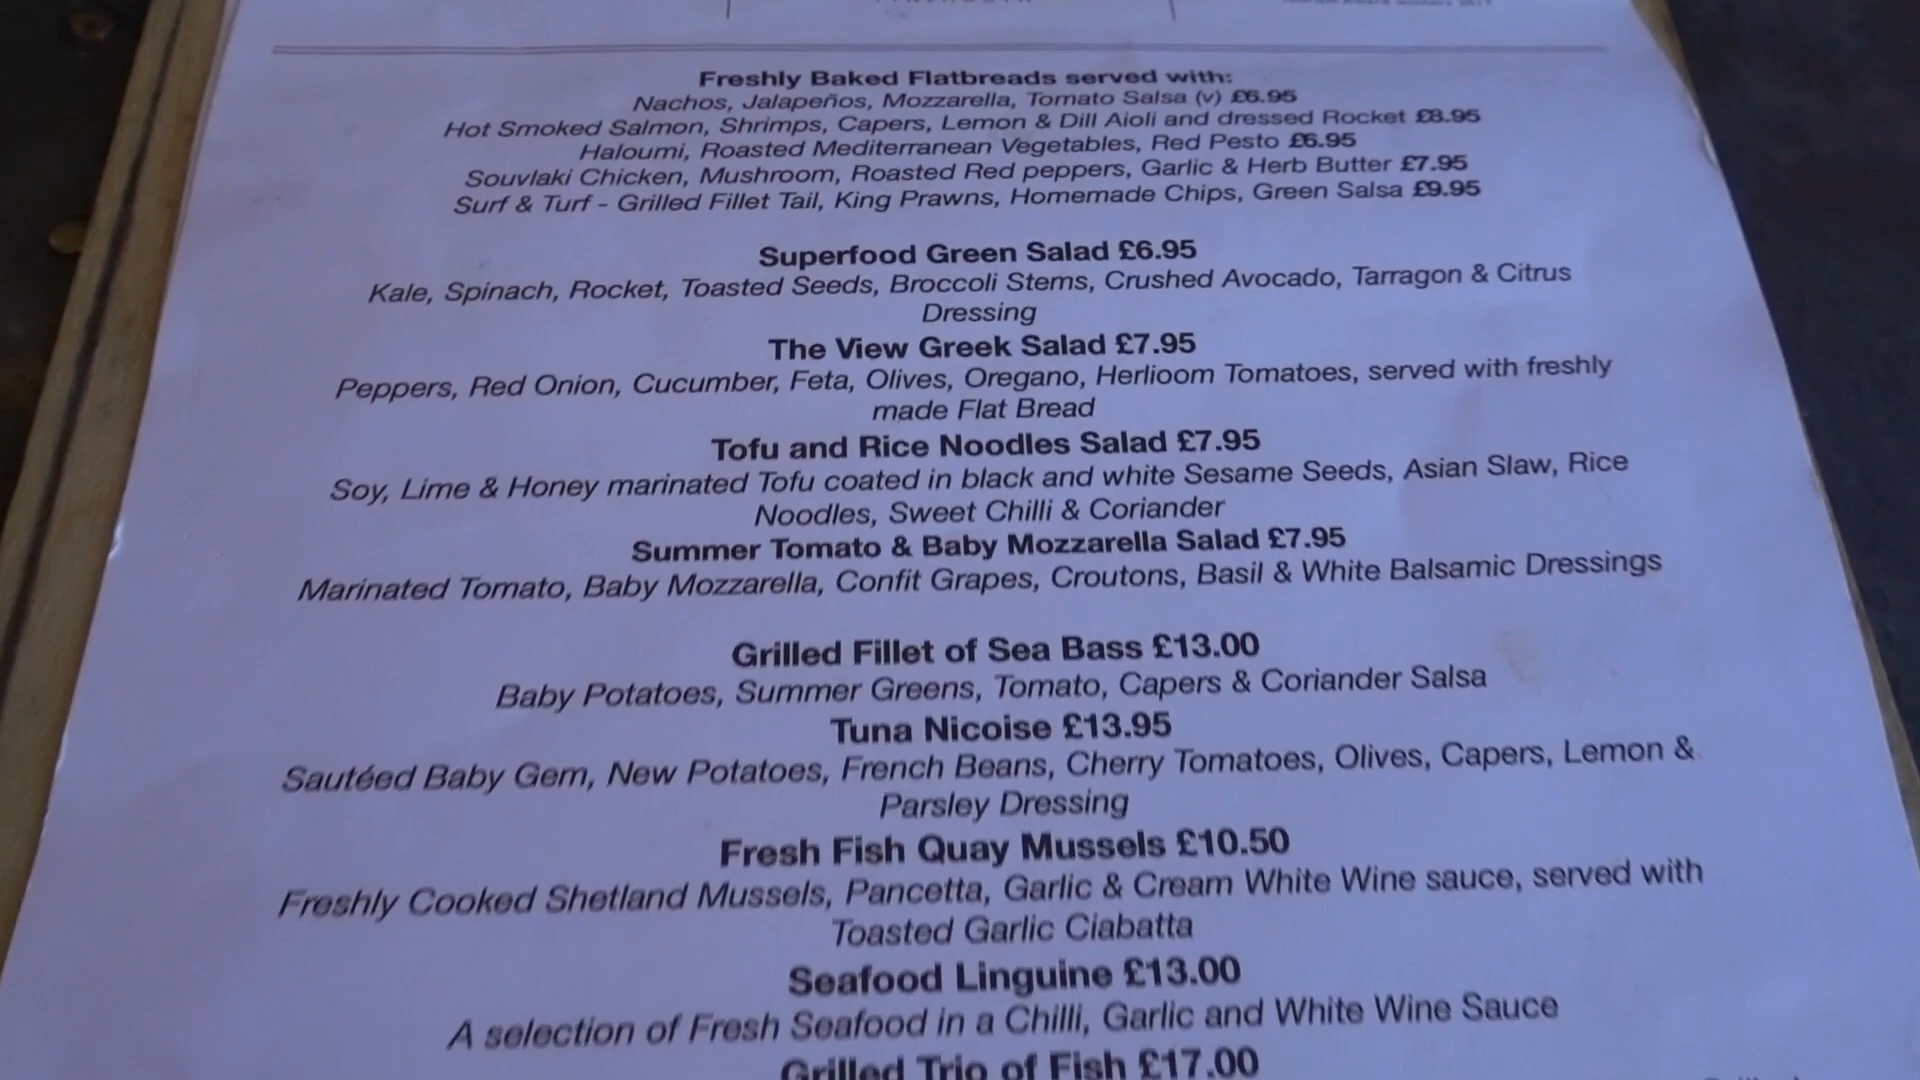 Freshly Baked Flatbreads served with:
Nachos, Jalapeños, Mozzarella, Tomato Salsa (v) £6.95
Hot Smoked Salmon, Shrimps, Capers, Lemon & Dill Aioli and dressed Rocket £8.95
Haloumi, Roasted Mediterranean Vegetables, Red Pesto £6.95
Souvlaki Chicken, Mushroom, Roasted Red peppers, Garlic & Herb Butter £7.95
Surf & Turf - Grilled Fillet Tail, King Prawns, Homemade Chips, Green Salsa £9.95
Superfood Green Salad £6.95
Kale, Spinach, Rocket, Toasted Seeds, Broccoli Stems, Crushed Avocado, Tarragon & Citrus
Dressing
The View Greek Salad £7.95
Peppers, Red Onion, Cucumber, Feta, Olives, Oregano, Herlioom Tomatoes, served with freshly
made Flat Bread
Tofu and Rice Noodles Salad £7.95
Soy, Lime & Honey marinated Tofu coated in black and white Sesame Seeds, Asian Slaw, Rice
Noodles, Sweet Chilli & Coriander
Summer Tomato & Baby Mozzarella Salad £7.95
Marinated Tomato, Baby Mozzarella, Confit Grapes, Croutons, Basil & White Balsamic Dressings
Grilled Fillet of Sea Bass £13.00
Baby Potatoes, Summer Greens, Tomato, Capers & Coriander Salsa
Tuna Nicoise £13.95
Sautéed Baby Gem, New Potatoes, French Beans, Cherry Tomatoes, Olives, Capers, Lemon &
Parsley Dressing
Fresh Fish Quay Mussels £10.50
Freshly Cooked Shetland Mussels, Pancetta, Garlic & Cream White Wine sauce, served with
Toasted Garlic Ciabatta
Seafood Linguine £13.00
A selection of Fresh Seafood in a Chilli, Garlic and White Wine Sauce
Grilled Trio of Fish £17.00